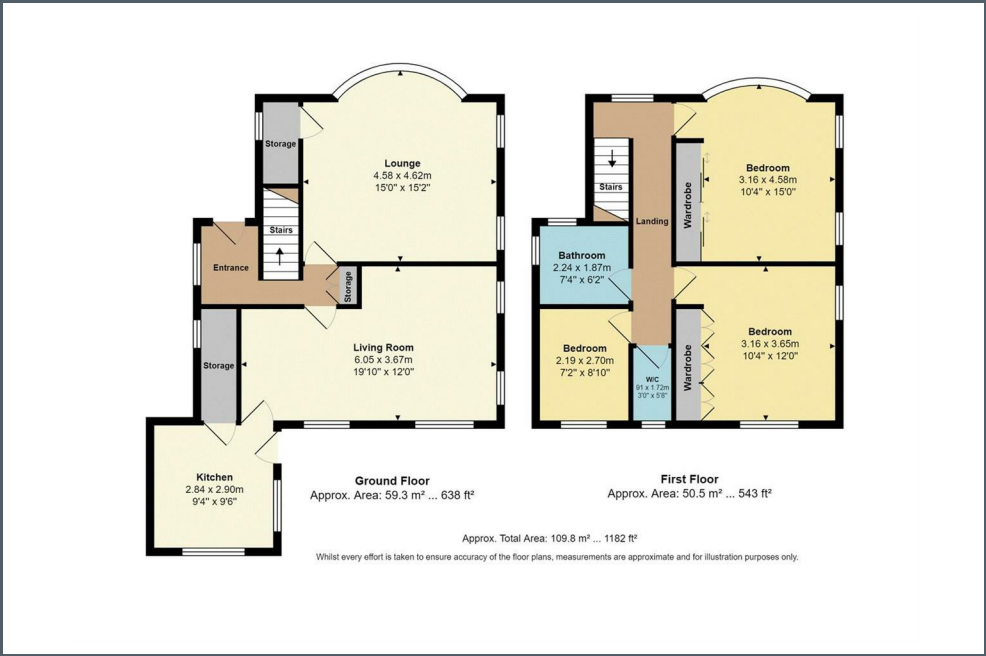 Storage
Lounge
4.58 x 4.62m
15'0" x 15'2"
Stairs
Entrance
Storage
Living Room
6.05 x 3.67m
19'10" x 12'0"
Storage
Kitchen
2.84 x 2.90m
9'4" x 9'6"
Ground Floor
Approx. Area: 59.3 m² ... 638 ft²
Stairs
Landing
Wardrobe
Bedroom
3.16 x 4.58m
10'4" x 15'0"
Bathroom
2.24 x 1.87m
7'4" x 6'2"
Bedroom
2.19 x 2.70m
7'2" x 8'10"
W/C
91 x 1.72m
3'0" x 5'8"
Wardrobe
Bedroom
3.16 x 3.65m
10'4" x 12'0"
First Floor
Approx. Area: 50.5 m² ... 543 ft²
Approx. Total Area: 109.8 m² ... 1182 ft²
Whilst every effort is taken to ensure accuracy of the floor plans, measurements are approximate and for illustration purposes only.